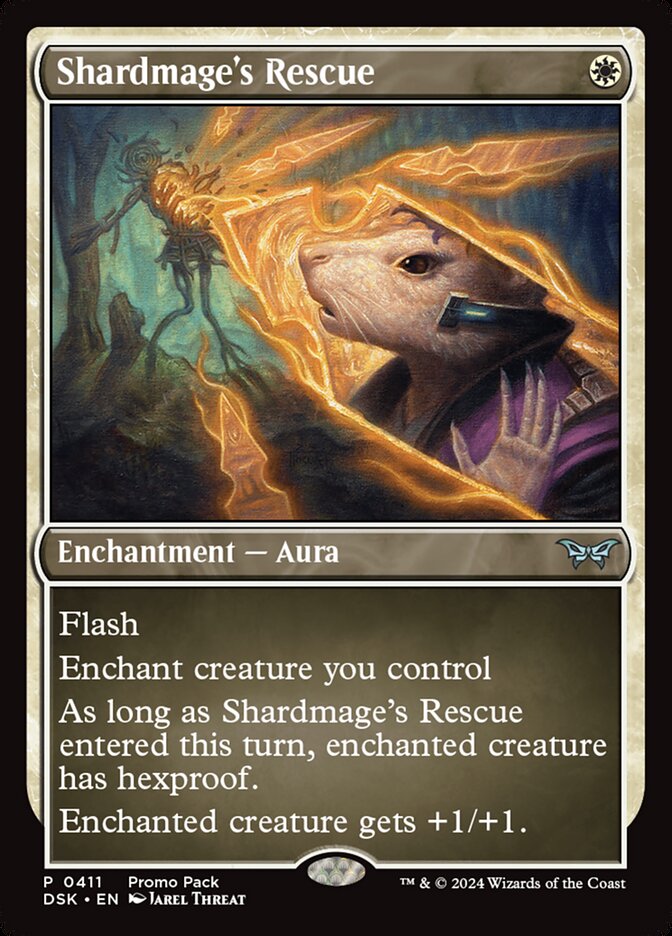 Shardmage's Rescue
Enchantment — Aura
Flash
Enchant creature you control
As long as Shardmage's Rescue
entered this turn, enchanted creature
has hexproof.
Enchanted creature gets +1/+1.
P 0411 Promo Pack
DSK • EN Jarel Threat
™ & © 2024 Wizards of the Coast